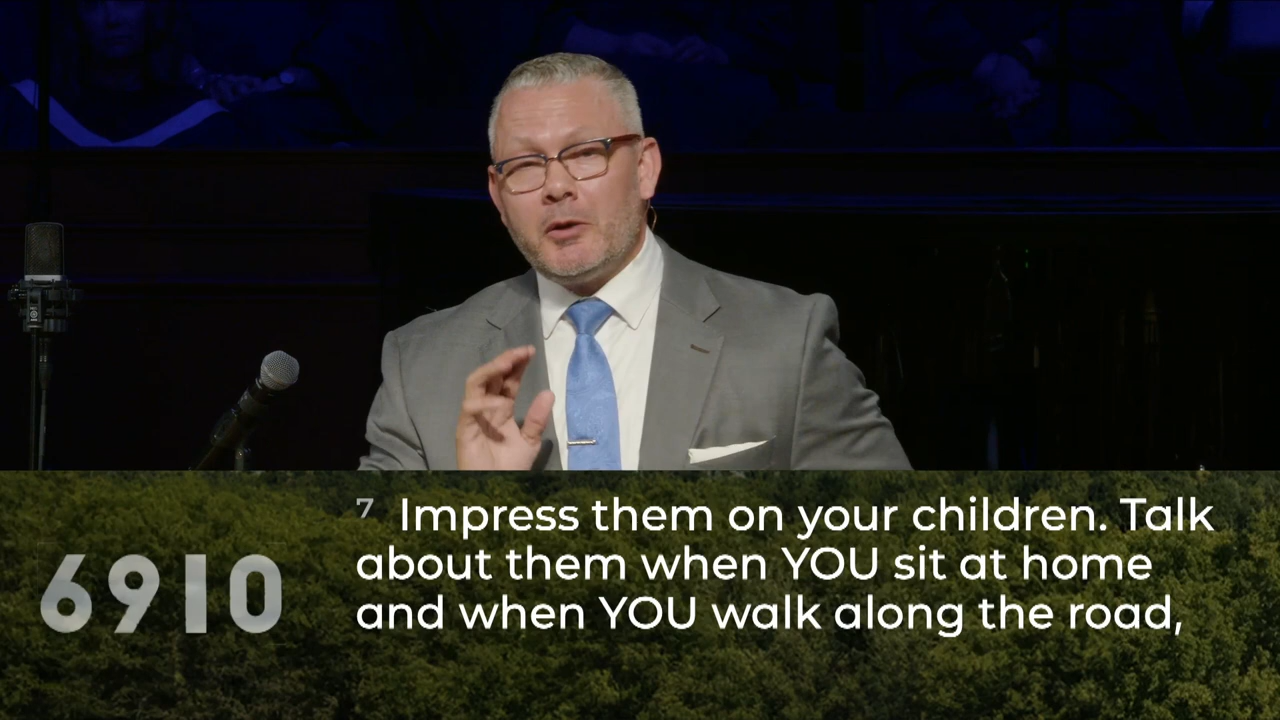 7 Impress them on your children. Talk
about them when YOU sit at home
and when YOU walk along the road,
6910